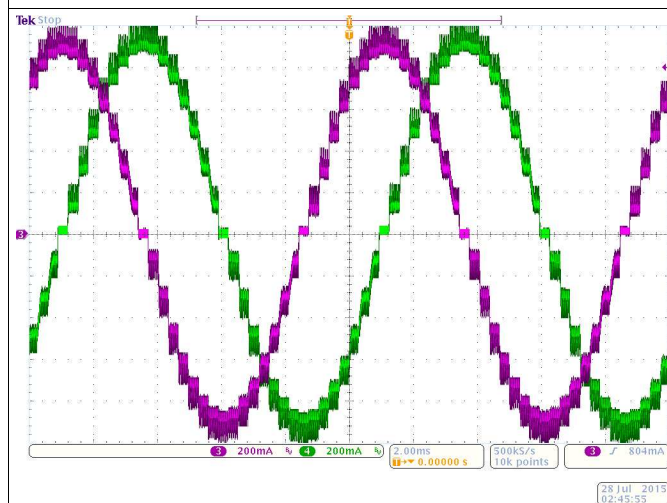 Tek Stop
T
T
3
3 200mA 4 200mA 2.00ms 500kS/s 3 804mA
T 0.00000 s 10k points
28 Jul 2015
02:45:55